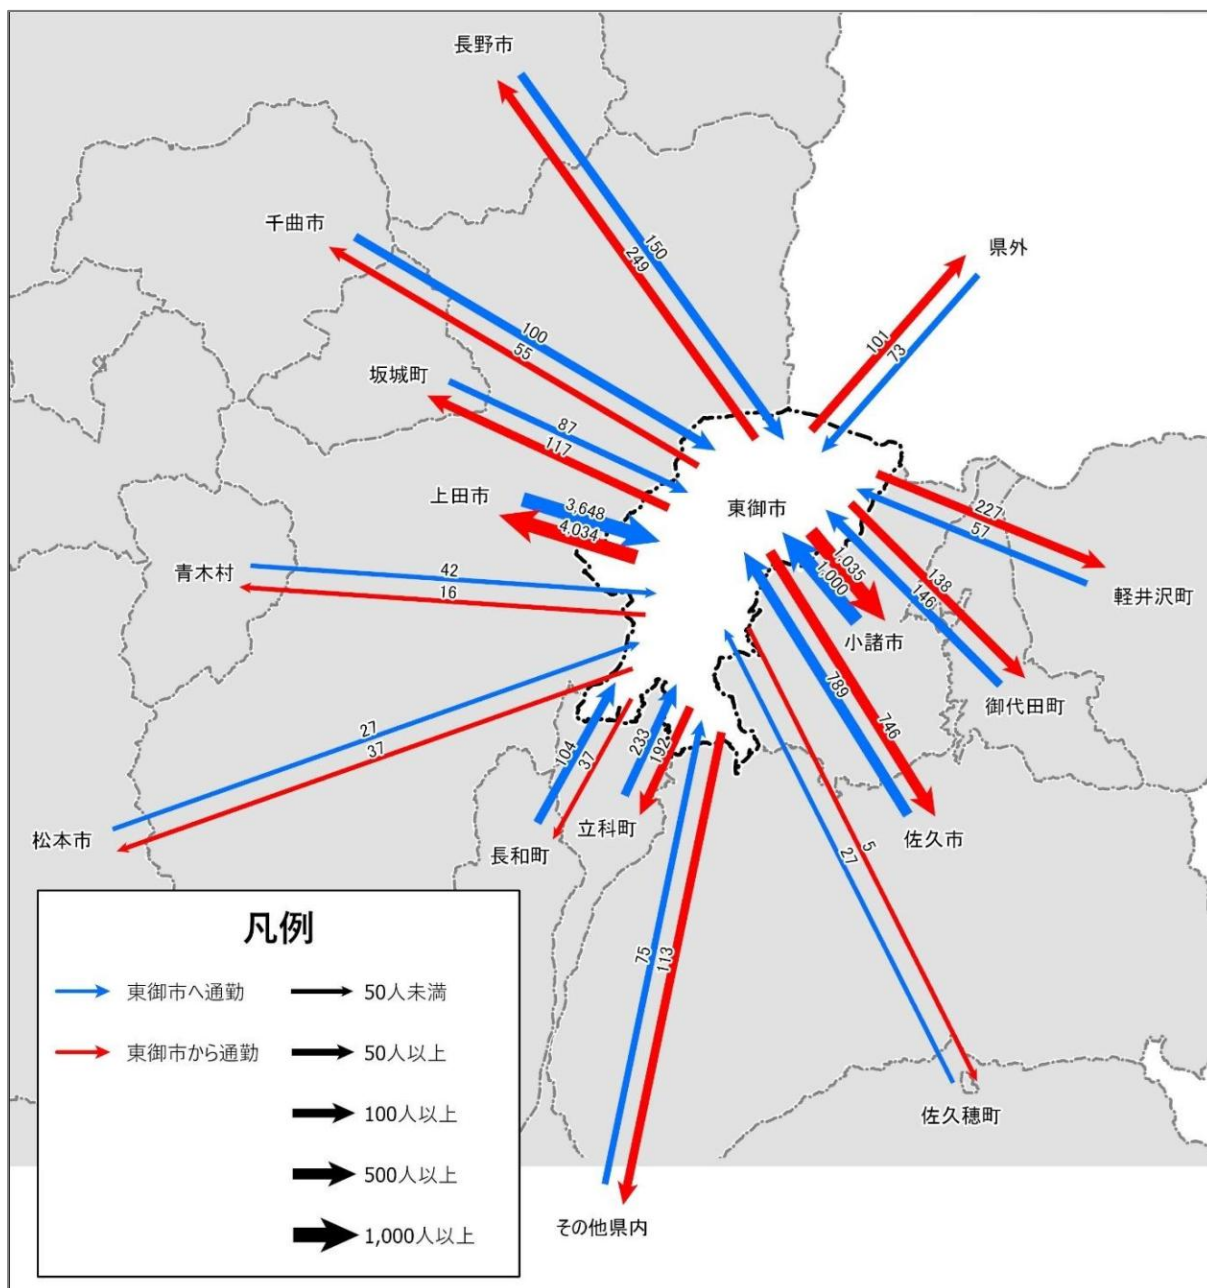 長野市
千曲市
150
249
県外
101
73
100
55
坂城町
87
117
上田市
3,648
4,034
東御市
227
57
軽井沢町
青木村
42
16
1,035
1,000
小諸市
138
146
御代田町
789
746
佐久市
27
37
松本市
104
37
長和町
233
192
立科町
5
27
佐久穂町
75
113
その他県内
凡例
東御市へ通勤
東御市から通勤
50人未満
50人以上
100人以上
500人以上
1,000人以上